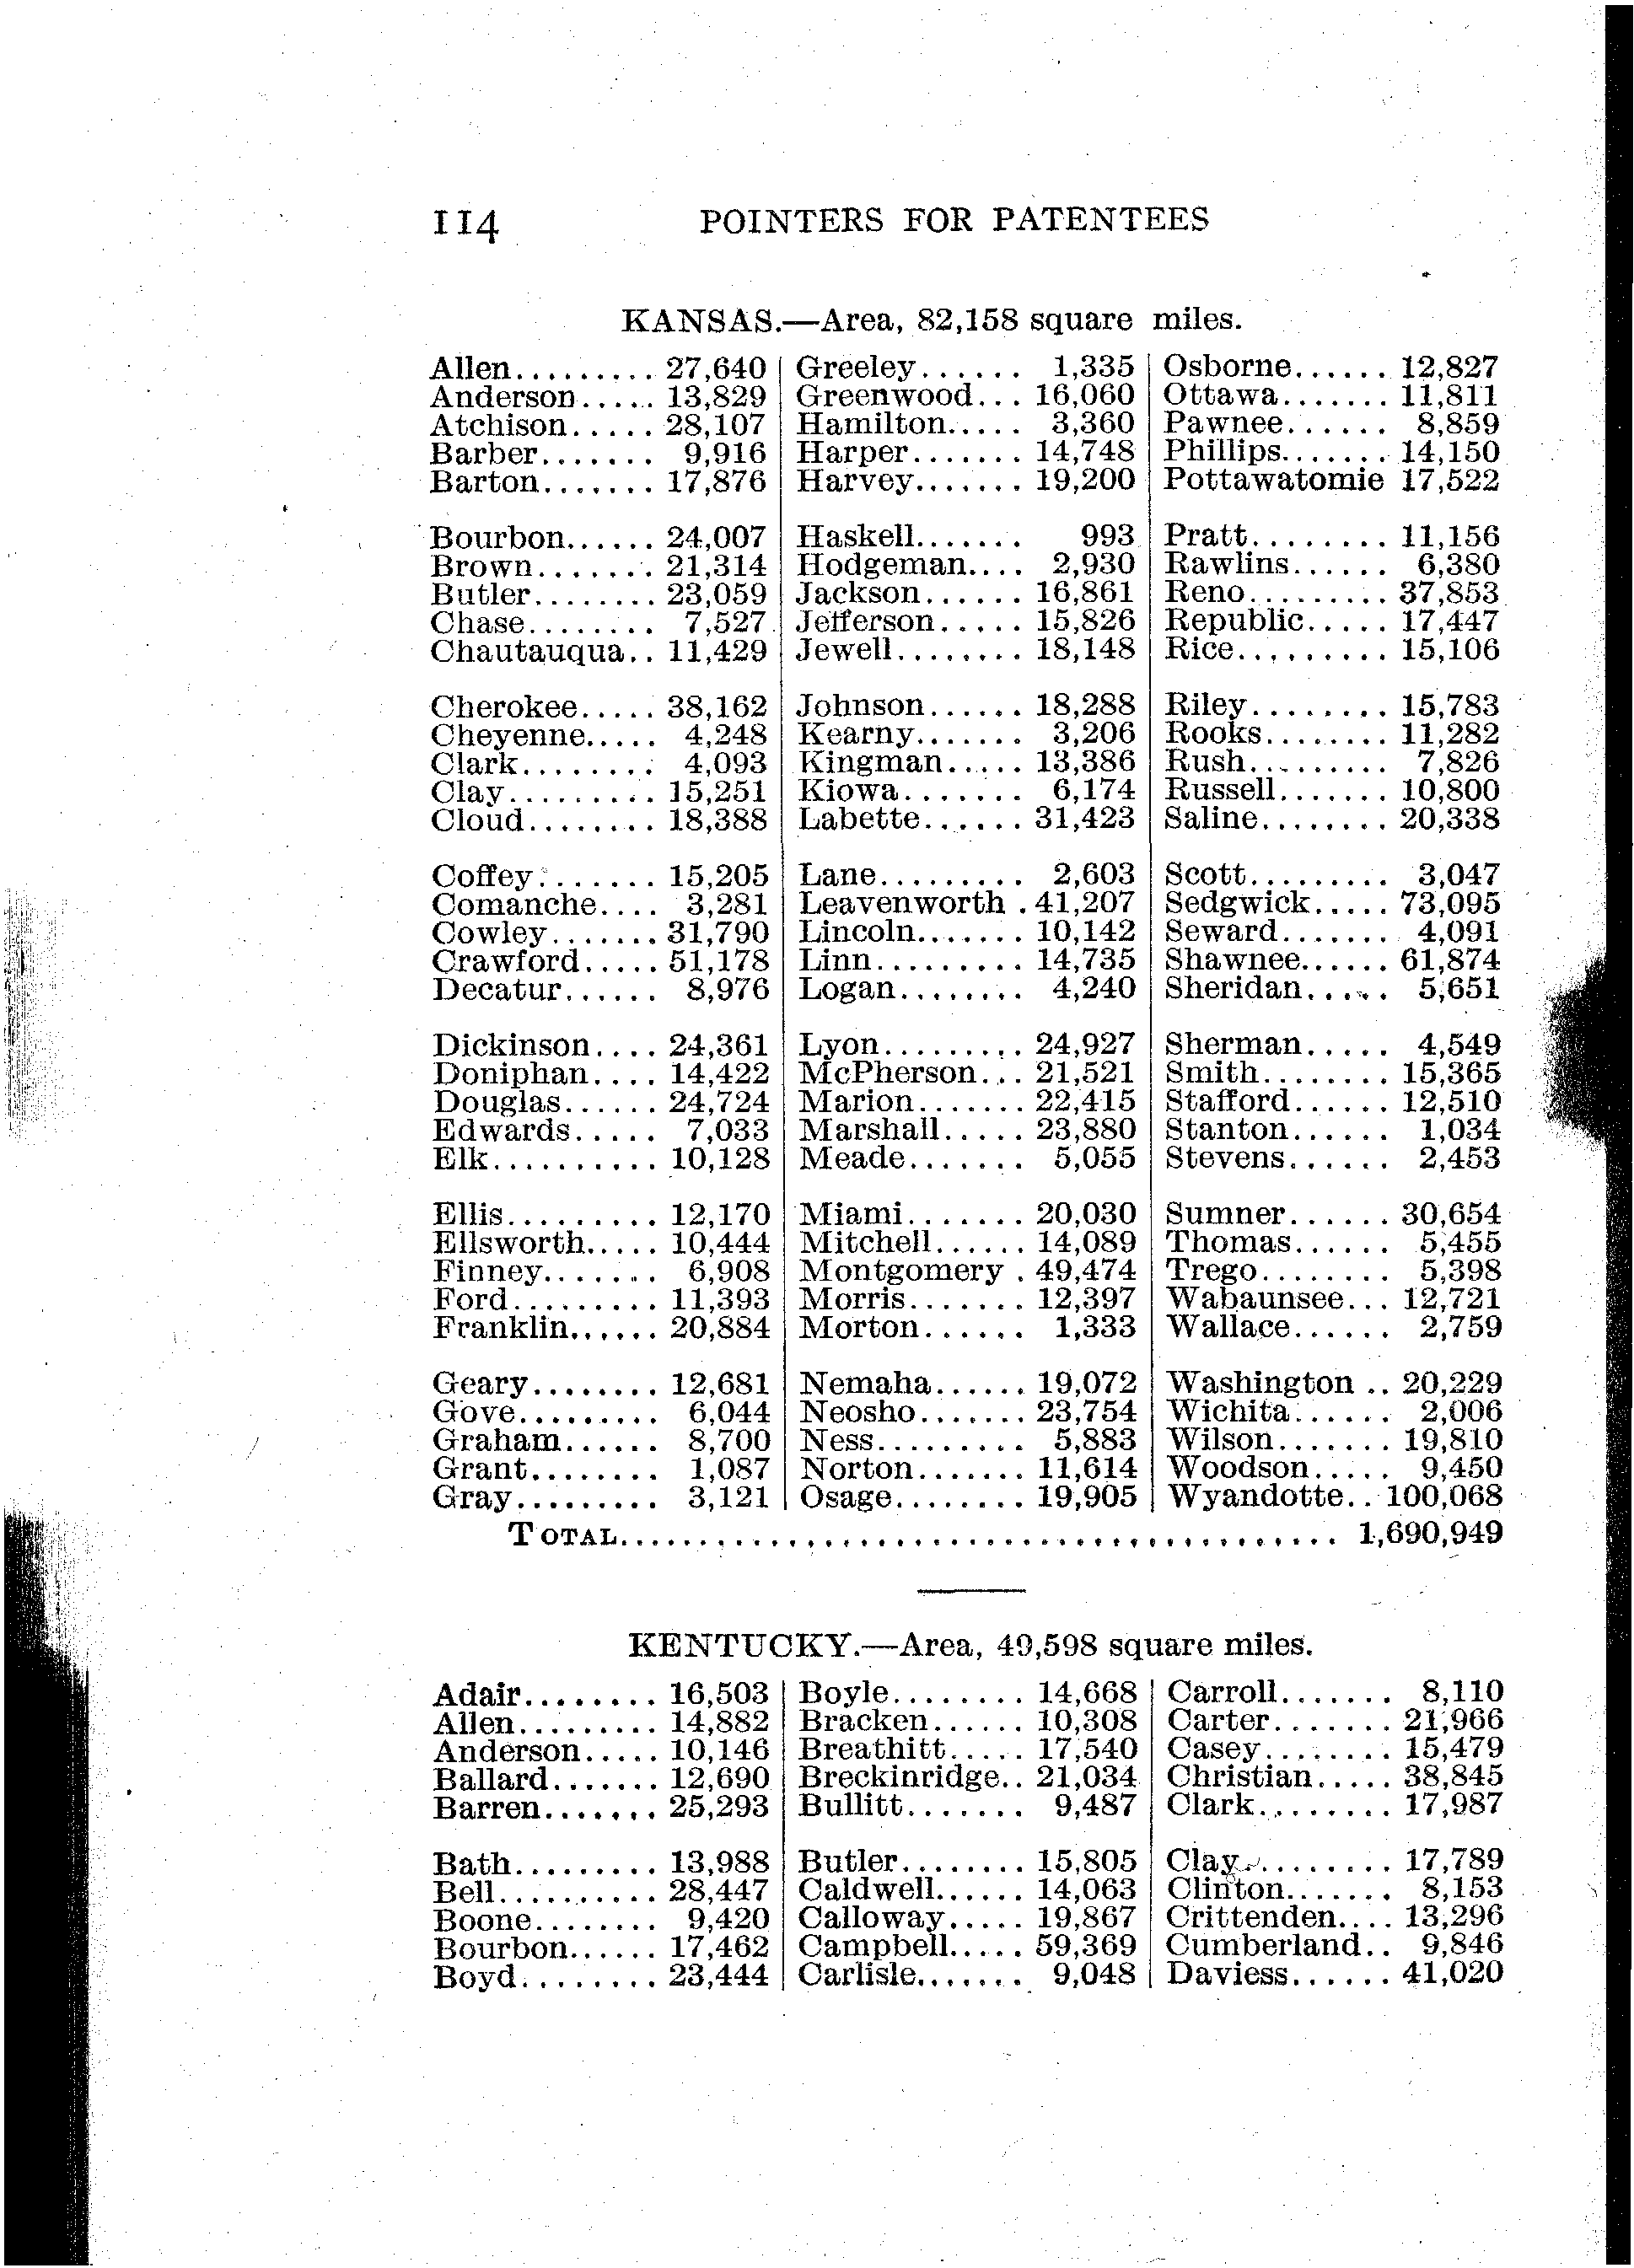 114 POINTERS FOR PATENTEES
KANSAS.—Area, 82,158 square miles.
Allen......... 27,640 | Greeley...... 1,335 | Osborne...... 12,827
Anderson..... 13,829 | Greenwood... 16,060 | Ottawa....... 11,811
Atchison..... 28,107 | Hamilton..... 3,360 | Pawnee...... 8,859
Barber....... 9,916 | Harper....... 14,748 | Phillips....... 14,150
Barton....... 17,876 | Harvey....... 19,200 | Pottawatomie 17,522
Bourbon...... 24,007 | Haskell....... 993 | Pratt........ 11,156
Brown....... 21,314 | Hodgeman.... 2,930 | Rawlins...... 6,380
Butler........ 23,059 | Jackson...... 16,861 | Reno......... 37,853
Chase........ 7,527 | Jefferson..... 15,826 | Republic..... 17,447
Chautauqua.. 11,429 | Jewell........ 18,148 | Rice......... 15,106
Cherokee..... 38,162 | Johnson...... 18,288 | Riley........ 15,783
Cheyenne..... 4,248 | Kearny....... 3,206 | Rooks........ 11,282
Clark........ 4,093 | Kingman..... 13,386 | Rush......... 7,826
Clay......... 15,251 | Kiowa....... 6,174 | Russell....... 10,800
Cloud........ 18,388 | Labette...... 31,423 | Saline........ 20,338
Coffey....... 15,205 | Lane......... 2,603 | Scott......... 3,047
Comanche.... 3,281 | Leavenworth . 41,207 | Sedgwick..... 73,095
Cowley....... 31,790 | Lincoln....... 10,142 | Seward....... 4,091
Crawford..... 51,178 | Linn......... 14,735 | Shawnee...... 61,874
Decatur...... 8,976 | Logan........ 4,240 | Sheridan..... 5,651
Dickinson.... 24,361 | Lyon......... 24,927 | Sherman..... 4,549
Doniphan.... 14,422 | McPherson... 21,521 | Smith........ 15,365
Douglas...... 24,724 | Marion....... 22,415 | Stafford...... 12,510
Edwards..... 7,033 | Marshall..... 23,880 | Stanton...... 1,034
Elk.......... 10,128 | Meade....... 5,055 | Stevens...... 2,453
Ellis......... 12,170 | Miami....... 20,030 | Sumner...... 30,654
Ellsworth..... 10,444 | Mitchell...... 14,089 | Thomas...... 5,455
Finney....... 6,908 | Montgomery . 49,474 | Trego........ 5,398
Ford......... 11,393 | Morris....... 12,397 | Wabaunsee... 12,721
Franklin...... 20,884 | Morton...... 1,333 | Wallace...... 2,759
Geary........ 12,681 | Nemaha...... 19,072 | Washington .. 20,229
Gove......... 6,044 | Neosho....... 23,754 | Wichita...... 2,006
Graham...... 8,700 | Ness......... 5,883 | Wilson....... 19,810
Grant........ 1,087 | Norton....... 11,614 | Woodson..... 9,450
Gray......... 3,121 | Osage........ 19,905 | Wyandotte.. 100,068
TOTAL........................................ 1,690,949
KENTUCKY.—Area, 49,598 square miles.
Adair........ 16,503 | Boyle........ 14,668 | Carroll....... 8,110
Allen......... 14,882 | Bracken...... 10,308 | Carter....... 21,966
Anderson..... 10,146 | Breathitt..... 17,540 | Casey........ 15,479
Ballard....... 12,690 | Breckinridge.. 21,034 | Christian..... 38,845
Barren....... 25,293 | Bullitt....... 9,487 | Clark........ 17,987
Bath......... 13,988 | Butler........ 15,805 | Clay......... 17,789
Bell.......... 28,447 | Caldwell...... 14,063 | Clinton....... 8,153
Boone........ 9,420 | Calloway..... 19,867 | Crittenden.... 13,296
Bourbon...... 17,462 | Campbell..... 59,369 | Cumberland.. 9,846
Boyd........ 23,444 | Carlisle....... 9,048 | Daviess...... 41,020